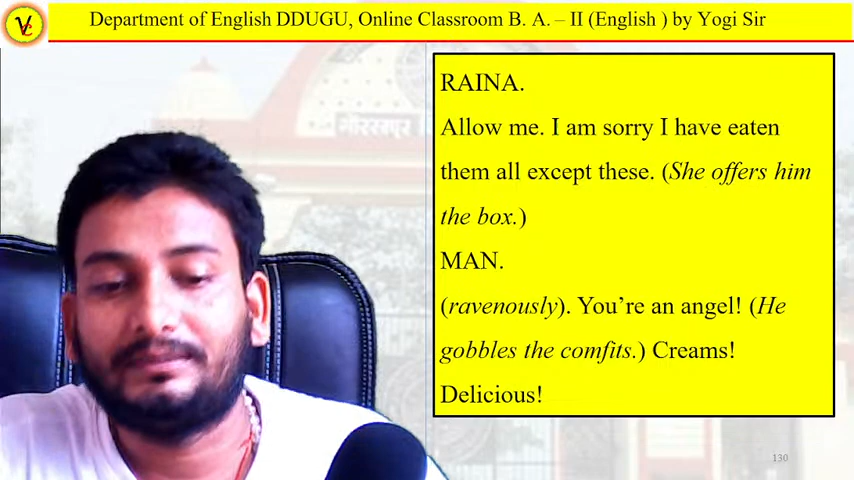 Department of English DDUGU, Online Classroom B. A. – II (English ) by Yogi Sir
RAINA.
Allow me. I am sorry I have eaten
them all except these. (She offers him
the box.)
MAN.
(ravenously). You’re an angel! (He
gobbles the comfits.) Creams!
Delicious!
130